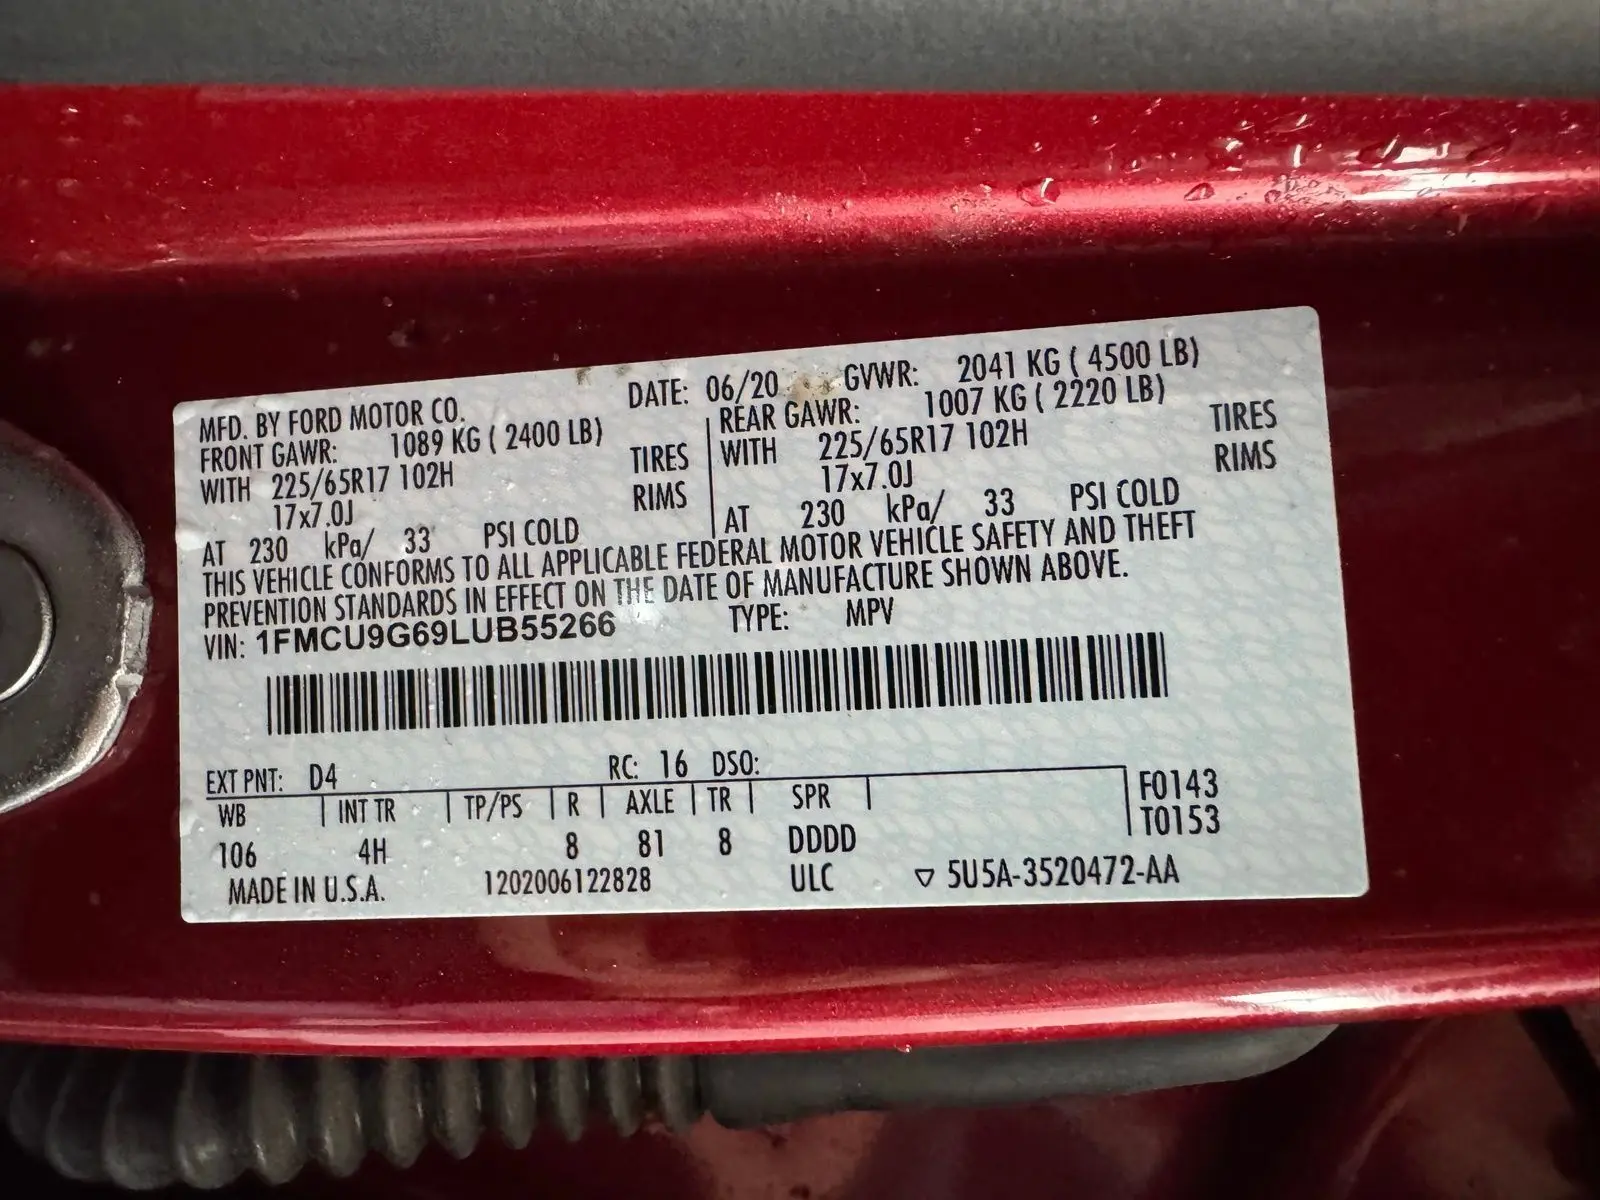 MFD. BY FORD MOTOR CO. DATE: 06/20 GVWR: 2041 KG ( 4500 LB)
FRONT GAWR: 1089 KG ( 2400 LB) REAR GAWR: 1007 KG ( 2220 LB)
WITH 225/65R17 102H TIRES WITH 225/65R17 102H TIRES
17x7.0J RIMS 17x7.0J RIMS
AT 230 kPa/ 33 PSI COLD AT 230 kPa/ 33 PSI COLD
THIS VEHICLE CONFORMS TO ALL APPLICABLE FEDERAL MOTOR VEHICLE SAFETY AND THEFT
PREVENTION STANDARDS IN EFFECT ON THE DATE OF MANUFACTURE SHOWN ABOVE.
VIN: 1FMCU9G69LUB55266 TYPE: MPV
EXT PNT: D4 RC: 16 DSO:
WB INT TR TP/PS R AXLE TR SPR F0143
106 4H 8 81 8 DDDD T0153
MADE IN U.S.A. 1202006122828 ULC ▽ 5U5A-3520472-AA